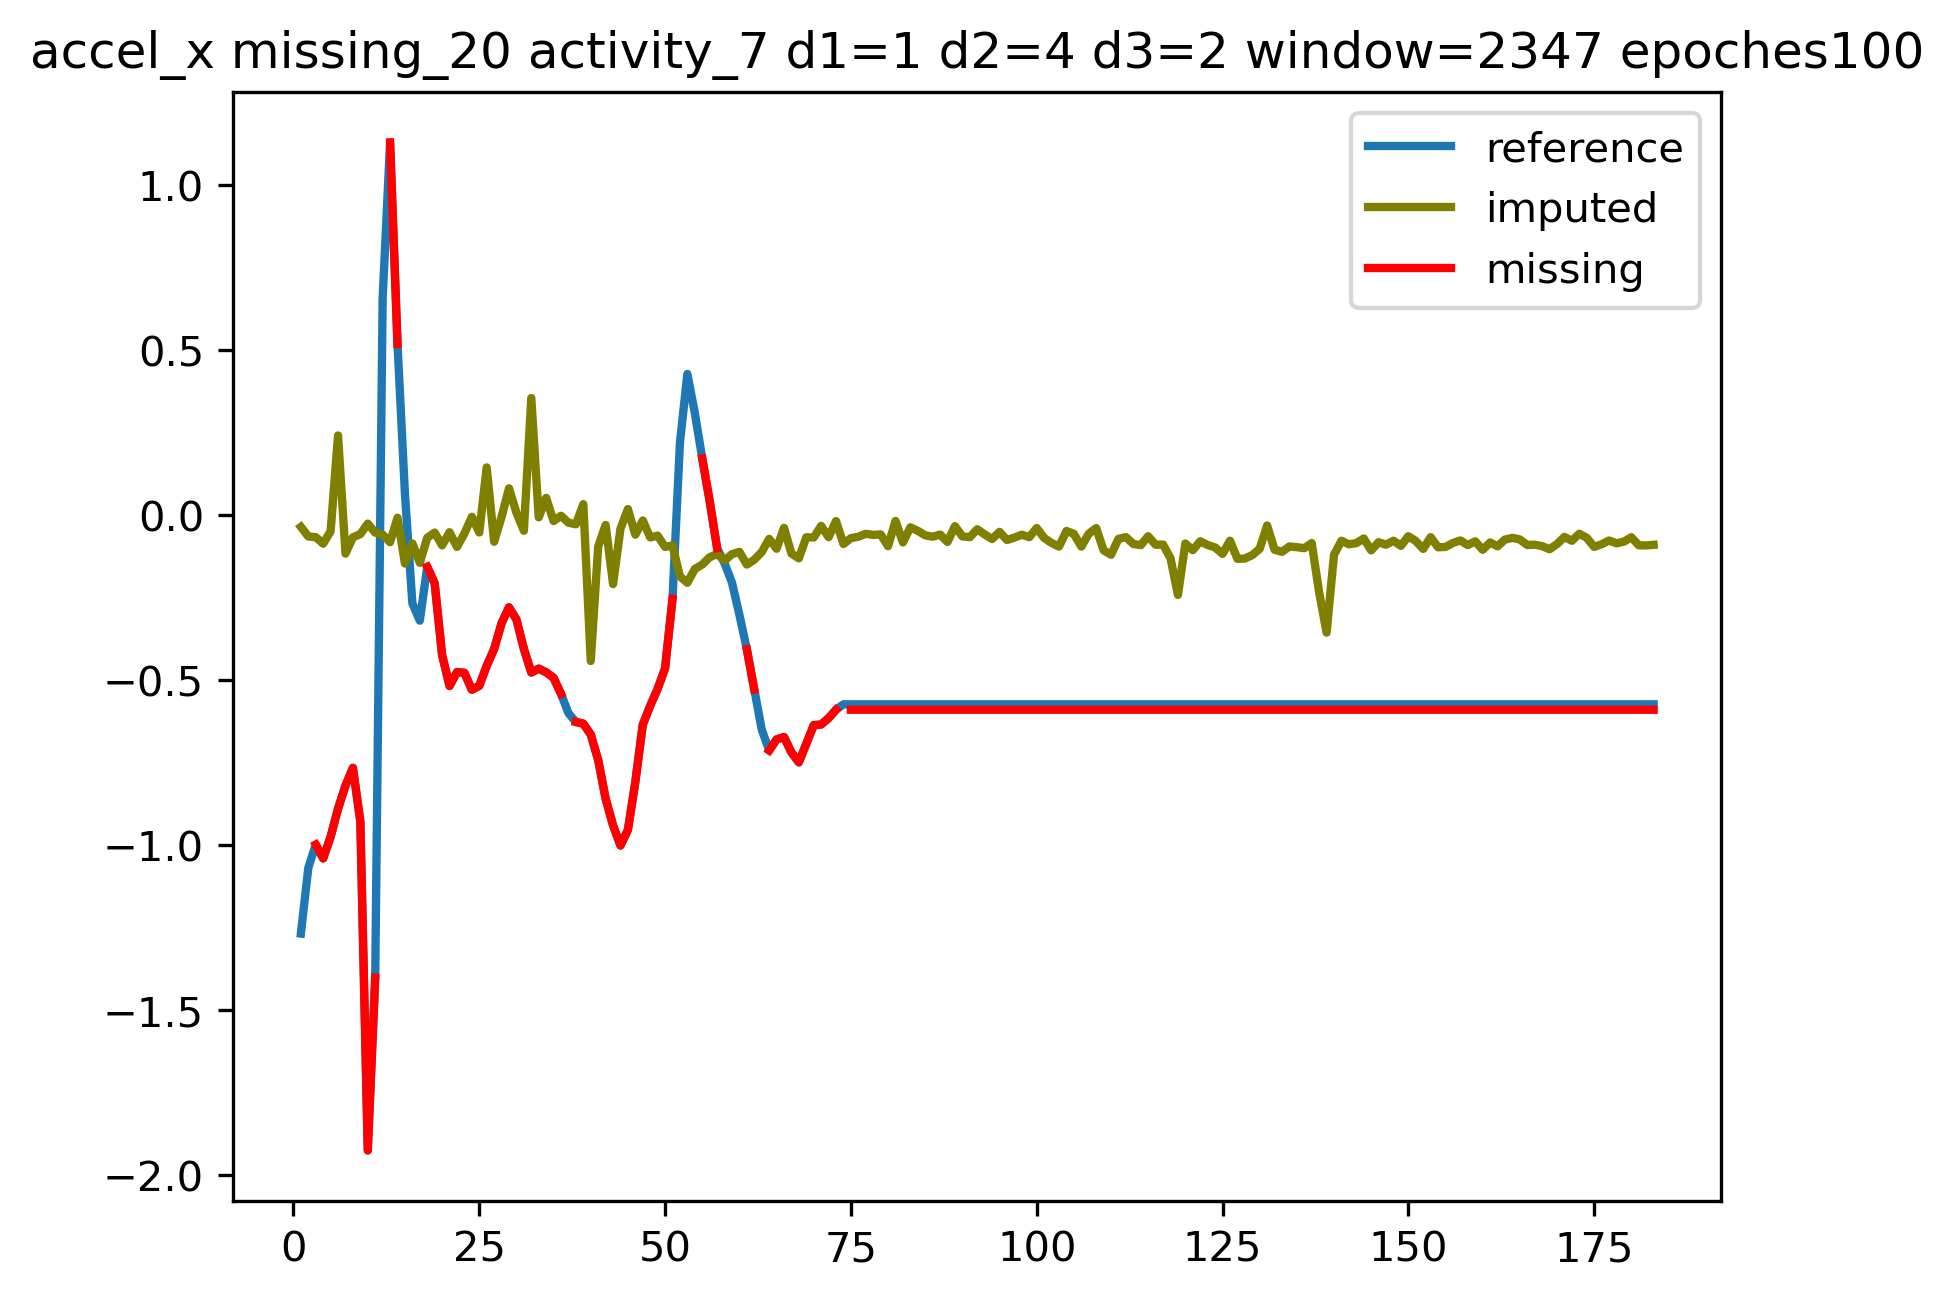 accel_x missing_20 activity_7 d1=1 d2=4 d3=2 window=2347 epoches100
reference
imputed
missing
1.0
0.5
0.0
−0.5
−1.0
−1.5
−2.0
0 25 50 75 100 125 150 175